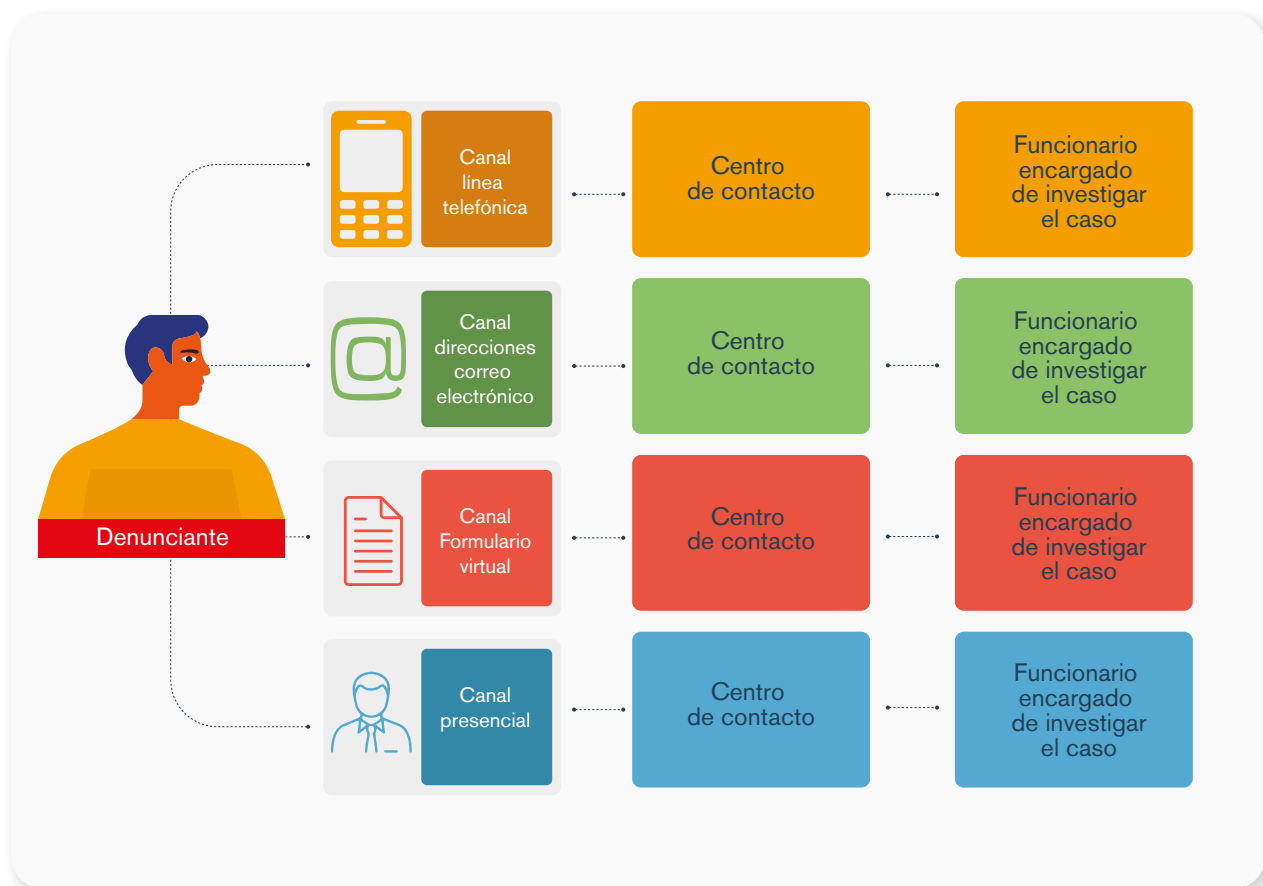 Canal
línea
telefónica
Centro
de contacto
Funcionario
encargado
de investigar
el caso
Canal
direcciones
correo
electrónico
Centro
de contacto
Funcionario
encargado
de investigar
el caso
Denunciante
Canal
Formulario
virtual
Centro
de contacto
Funcionario
encargado
de investigar
el caso
Canal
presencial
Centro
de contacto
Funcionario
encargado
de investigar
el caso